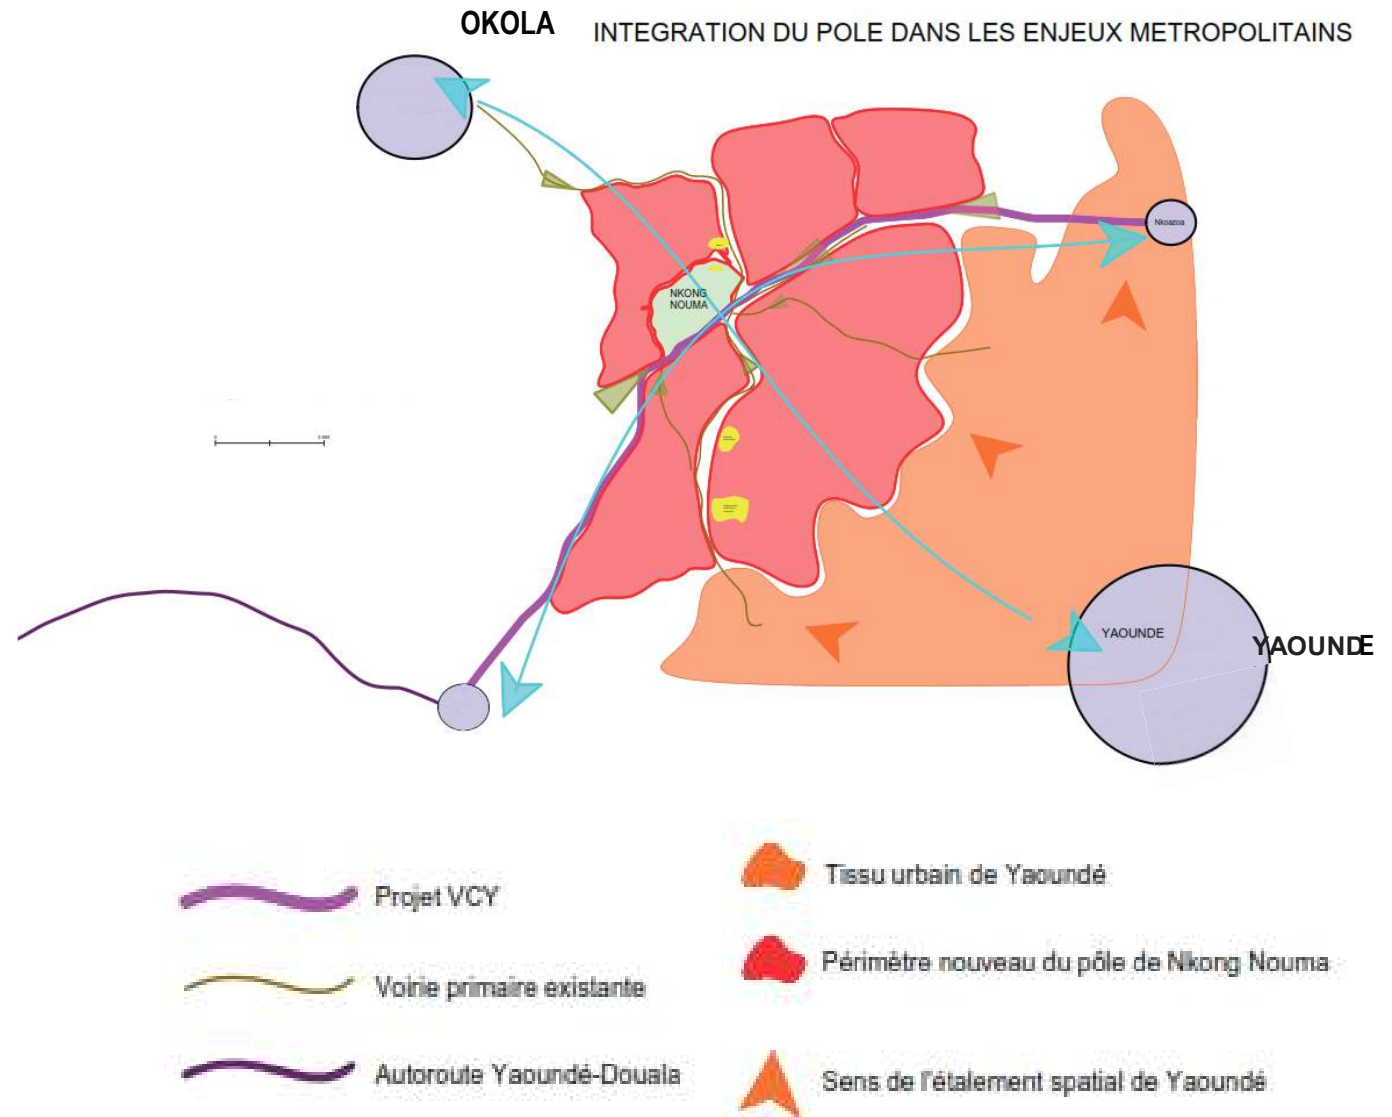 OKOLA
INTEGRATION DU POLE DANS LES ENJEUX METROPOLITAINS
Nkoazoa
NKONG
NOUMA
YAOUNDE
YAOUNDE
Projet VCY
Voirie primaire existante
Autoroute Yaoundé-Douala
Tissu urbain de Yaoundé
Périmètre nouveau du pôle de Nkong Nouma
Sens de l'étalement spatial de Yaoundé